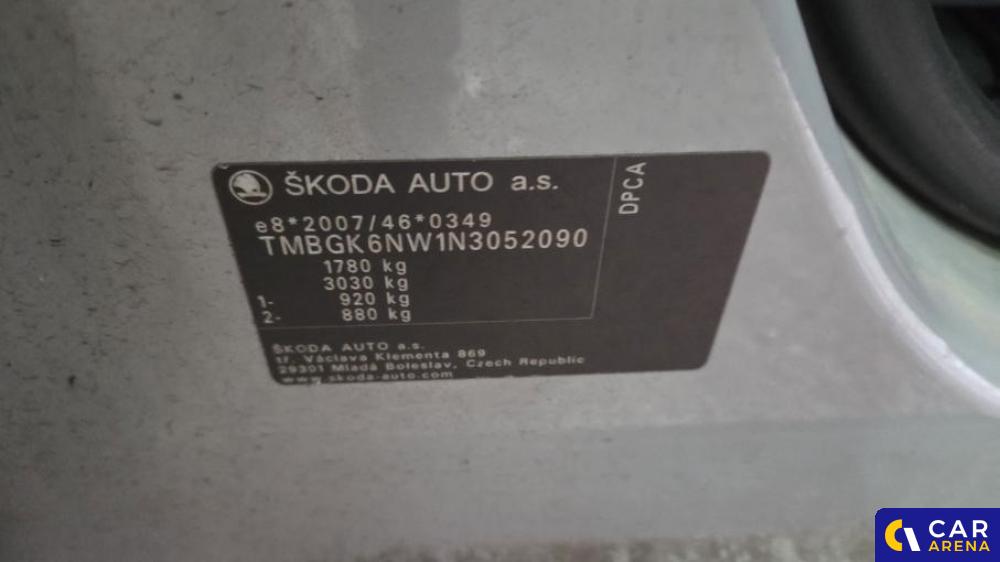 ŠKODA AUTO a.s.
DPCA
e8*2007/46*0349
TMBGK6NW1N3052090
1780 kg
3030 kg
1- 920 kg
2- 880 kg
ŠKODA AUTO a.s.
tř. Václava Klementa 869
29301 Mladá Boleslav, Czech Republic
www.skoda-auto.com
CAR
ARENA